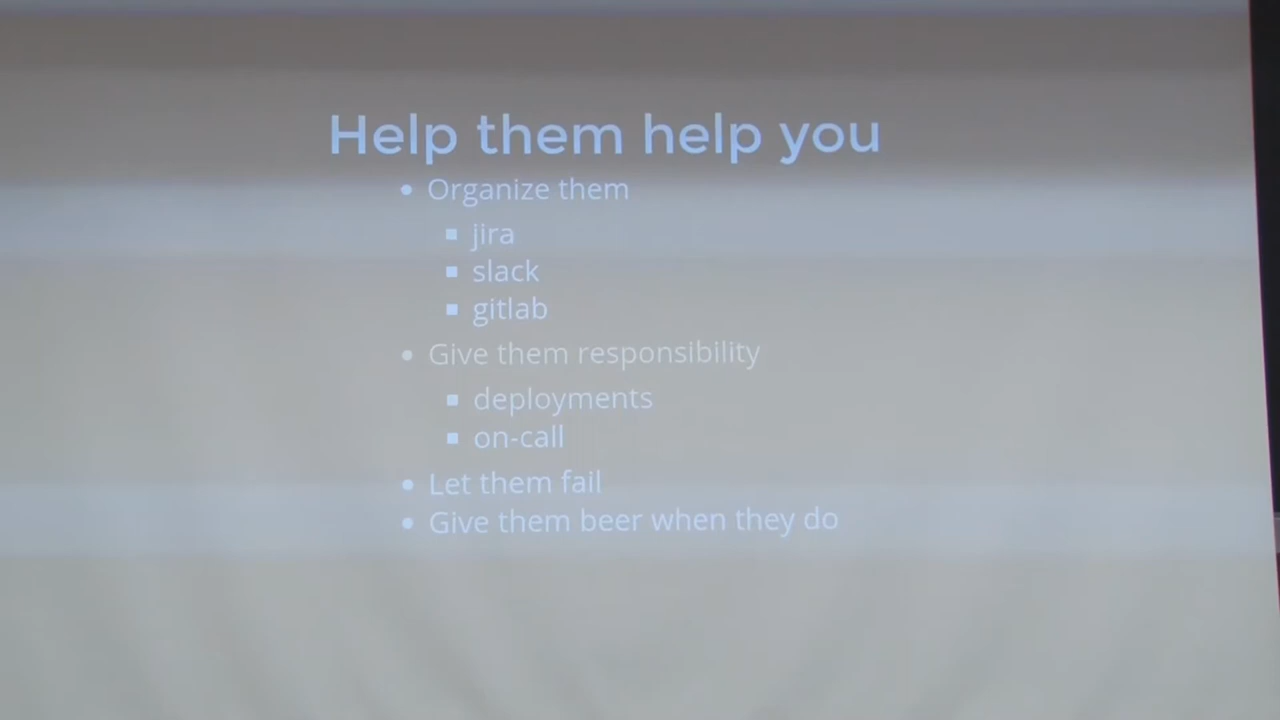 Help them help you
Organize them
jira
slack
gitlab
Give them responsibility
deployments
on-call
Let them fail
Give them beer when they do